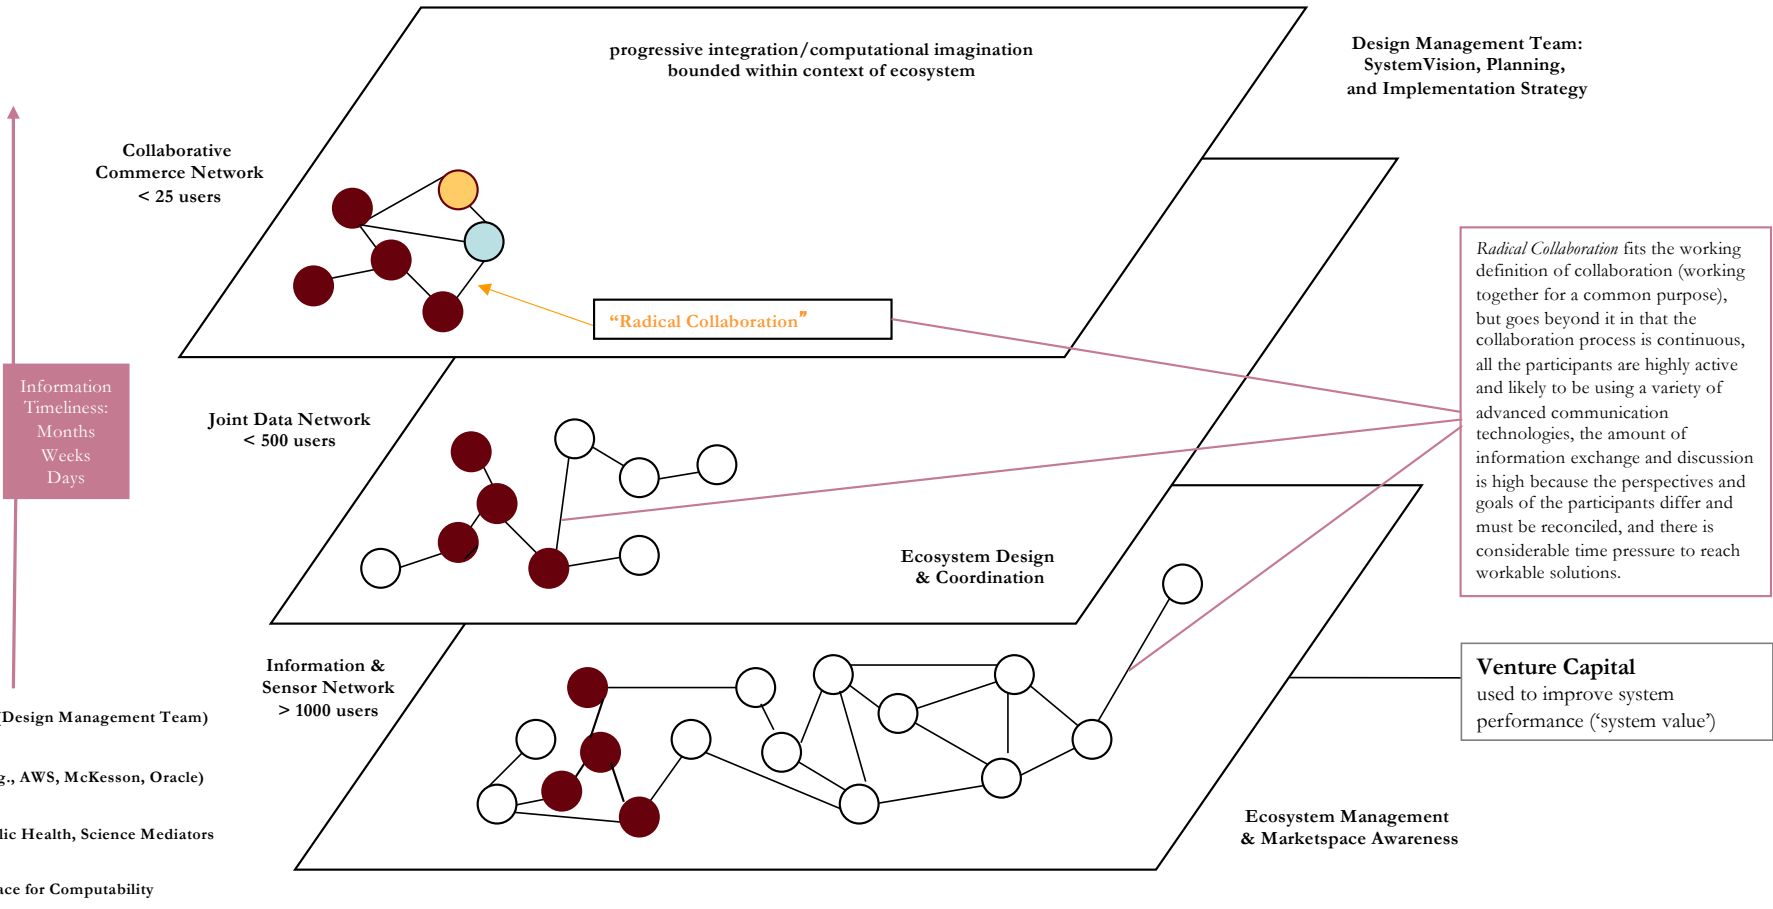 progressive integration/computational imagination
bounded within context of ecosystem
Design Management Team:
SystemVision, Planning,
and Implementation Strategy
Collaborative
Commerce Network
< 25 users
"Radical Collaboration"
Radical Collaboration fits the working
definition of collaboration (working
together for a common purpose),
but goes beyond it in that the
collaboration process is continuous,
all the participants are highly active
and likely to be using a variety of
advanced communication
technologies, the amount of
information exchange and discussion
is high because the perspectives and
goals of the participants differ and
must be reconciled, and there is
considerable time pressure to reach
workable solutions.
Information
Timeliness:
Months
Weeks
Days
Joint Data Network
< 500 users
Ecosystem Design
& Coordination
Information &
Sensor Network
> 1000 users
Venture Capital
used to improve system
performance (‘system value’)
Ecosystem Management
& Marketspace Awareness
(Design Management Team)
g., AWS, McKesson, Oracle)
lic Health, Science Mediators
ace for Computability